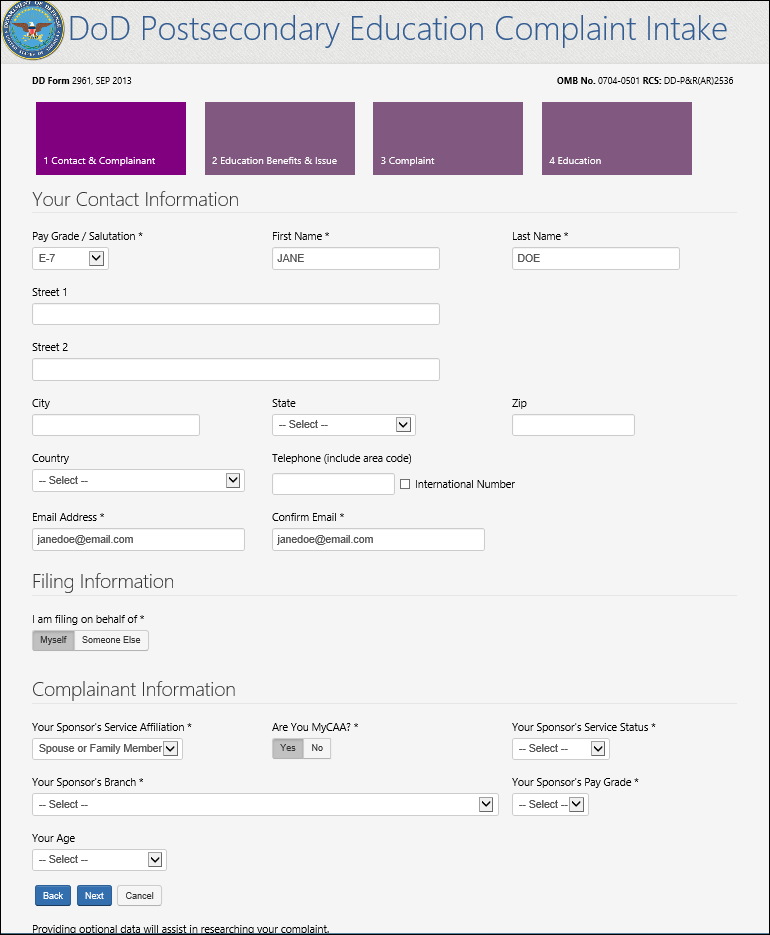 DoD Postsecondary Education Complaint Intake
DD Form 2961, SEP 2013 OMB No. 0704-0501 RCS: DD-P&R(AR)2536
1 Contact & Complainant 2 Education Benefits & Issue 3 Complaint 4 Education
Your Contact Information
Pay Grade / Salutation * First Name * Last Name *
E-7 JANE DOE
Street 1
Street 2
City State Zip
-- Select --
Country Telephone (include area code)
-- Select -- International Number
Email Address * Confirm Email *
janedoe@email.com janedoe@email.com
Filing Information
I am filing on behalf of *
Myself Someone Else
Complainant Information
Your Sponsor's Service Affiliation * Are You MyCAA? * Your Sponsor's Service Status *
Spouse or Family Member Yes No -- Select --
Your Sponsor's Branch * Your Sponsor's Pay Grade *
-- Select -- -- Select --
Your Age
-- Select --
Back Next Cancel
Providing optional data will assist in researching your complaint.